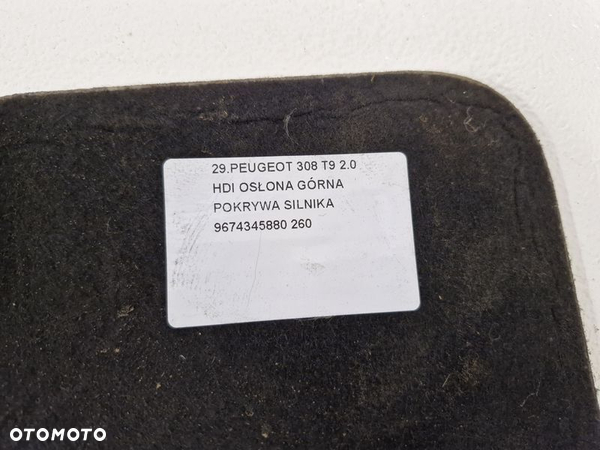 29.PEUGEOT 308 T9 2.0
HDI OSŁONA GÓRNA
POKRYWA SILNIKA
9674345880 260
OTOMOTO